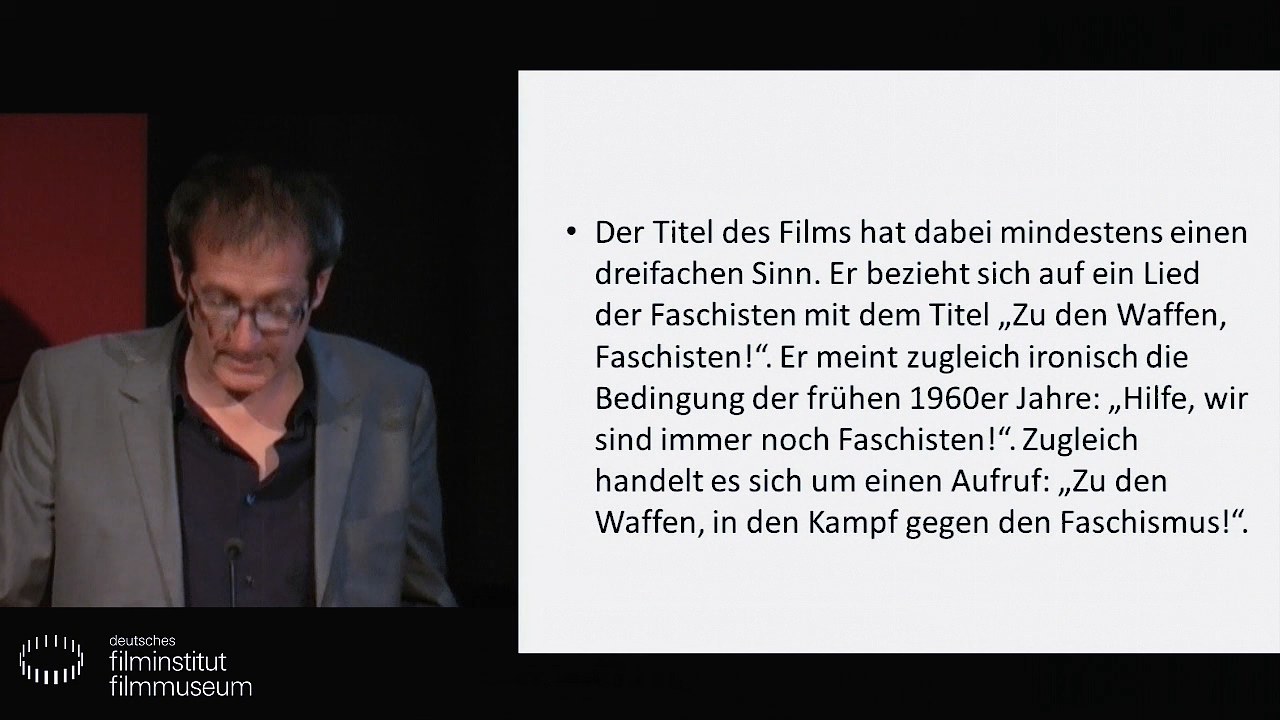 • Der Titel des Films hat dabei mindestens einen
dreifachen Sinn. Er bezieht sich auf ein Lied
der Faschisten mit dem Titel „Zu den Waffen,
Faschisten!“. Er meint zugleich ironisch die
Bedingung der frühen 1960er Jahre: „Hilfe, wir
sind immer noch Faschisten!“. Zugleich
handelt es sich um einen Aufruf: „Zu den
Waffen, in den Kampf gegen den Faschismus!“.
deutsches
filminstitut
filmmuseum